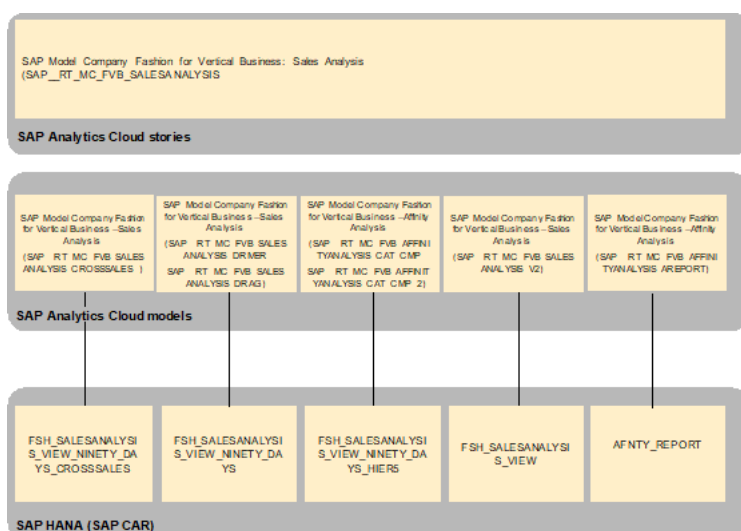 SAP Model Company Fashion for Vertical Business: Sales Analysis
(SAP__RT_MC_FVB_SALESANALYSIS
SAP Analytics Cloud stories
SAP Model Company Fashion
for Vertical Business –Sales
Analysis
(SAP RT MC FVB SALES
ANALYSIS CROSSSALES )
SAP Model Company Fashion
for Vertical Business –Sales
Analysis
(SAP RT MC FVB SALES
ANALYSIS DRIVER
SAP RT MC FVB SALES
ANALYSIS DRAG)
SAP Model Company Fashion
for Vertical Business –Affinity
Analysis
(SAP RT MC FVB AFFINI
TYANALYSIS CAT CMP
SAP RT MC FVB AFFINIT
YANALYSIS CAT CMP 2)
SAP Model Company Fashion
for Vertical Business –Sales
Analysis
(SAP RT MC FVB SALES
ANALYSIS V2)
SAP Model Company Fashion
for Vertical Business –Affinity
Analysis
(SAP RT MC FVB AFFINI
TYANALYSIS AREPORT)
SAP Analytics Cloud models
FSH_SALESANALYSI
S_VIEW_NINETY_DA
YS_CROSSSALES
FSH_SALESANALYSI
S_VIEW_NINETY_DA
YS
FSH_SALESANALYSI
S_VIEW_NINETY_DA
YS_HIER5
FSH_SALESANALYSI
S_VIEW
AFNTY_REPORT
SAP HANA (SAP CAR)